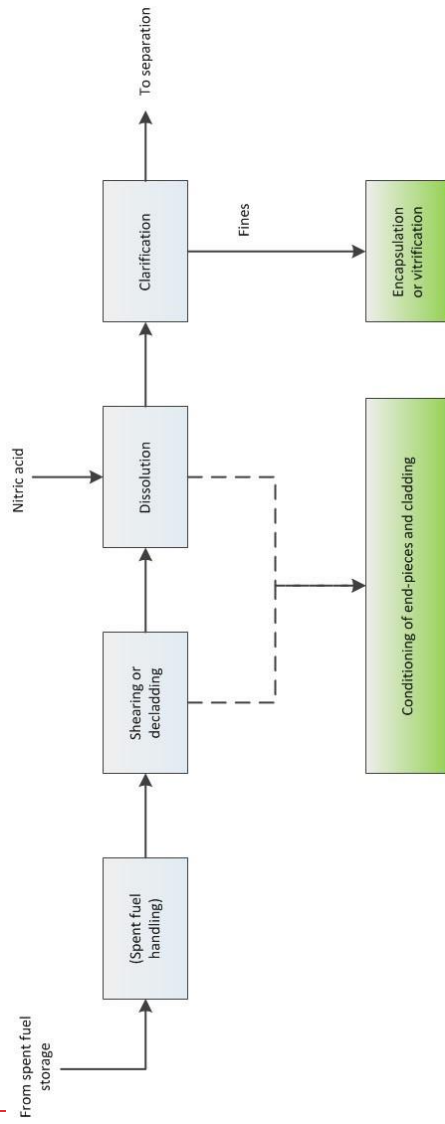 From spent fuel
storage
(Spent fuel
handling)
Shearing or
decladding
Nitric acid
Dissolution
Clarification
To separation
Fines
Conditioning of end-pieces and cladding
Encapsulation
or vitrification